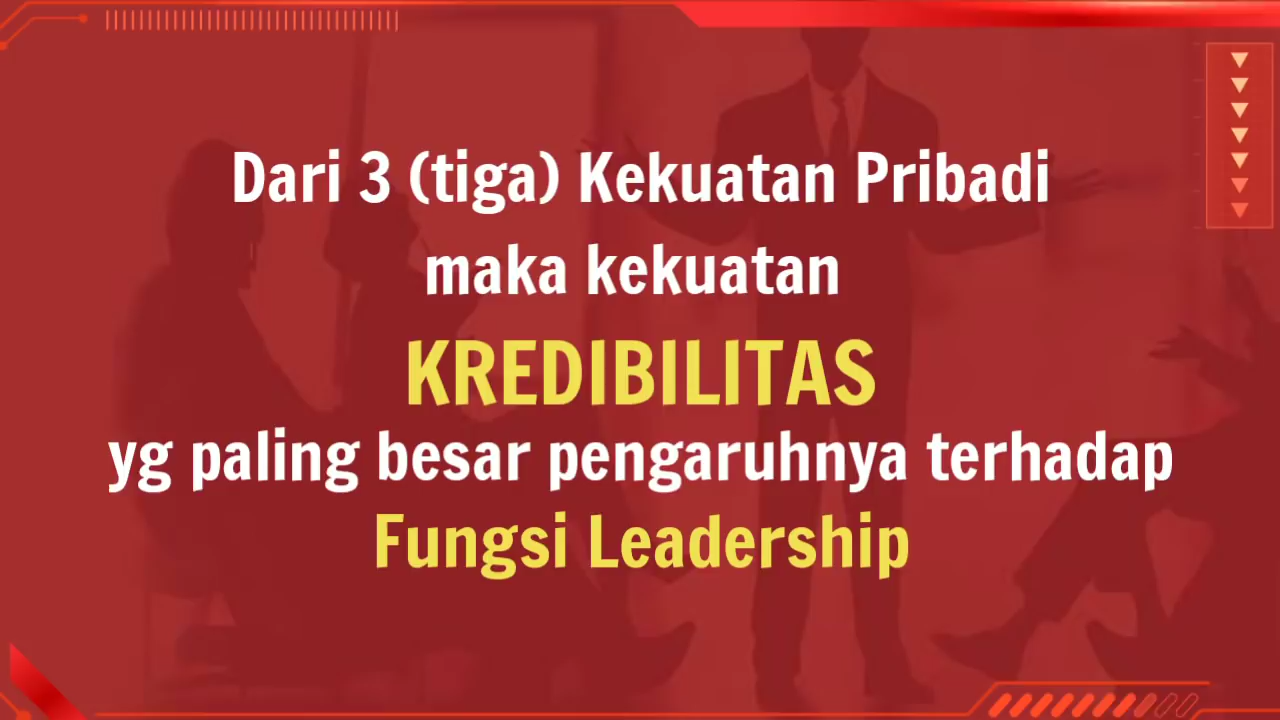 Dari 3 (tiga) Kekuatan Pribadi
maka kekuatan
KREDIBILITAS
yg paling besar pengaruhnya terhadap
Fungsi Leadership